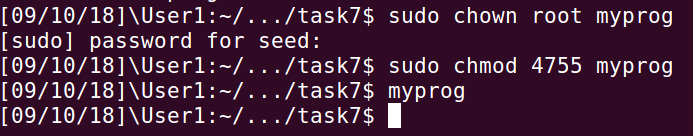 [09/10/18]\User1:~/.../task7$ sudo chown root myprog
[sudo] password for seed:
[09/10/18]\User1:~/.../task7$ sudo chmod 4755 myprog
[09/10/18]\User1:~/.../task7$ myprog
[09/10/18]\User1:~/.../task7$